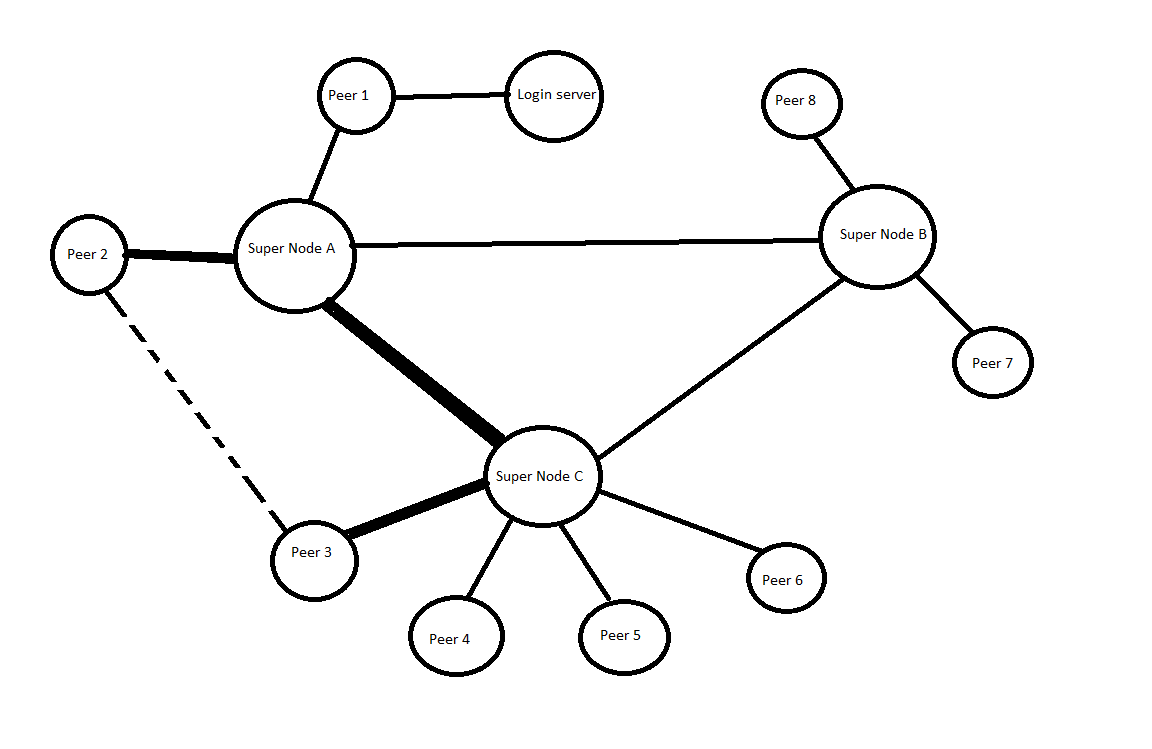 Peer 1
Login server
Peer 8
Super Node A
Super Node B
Peer 2
Peer 7
Super Node C
Peer 3
Peer 4
Peer 5
Peer 6